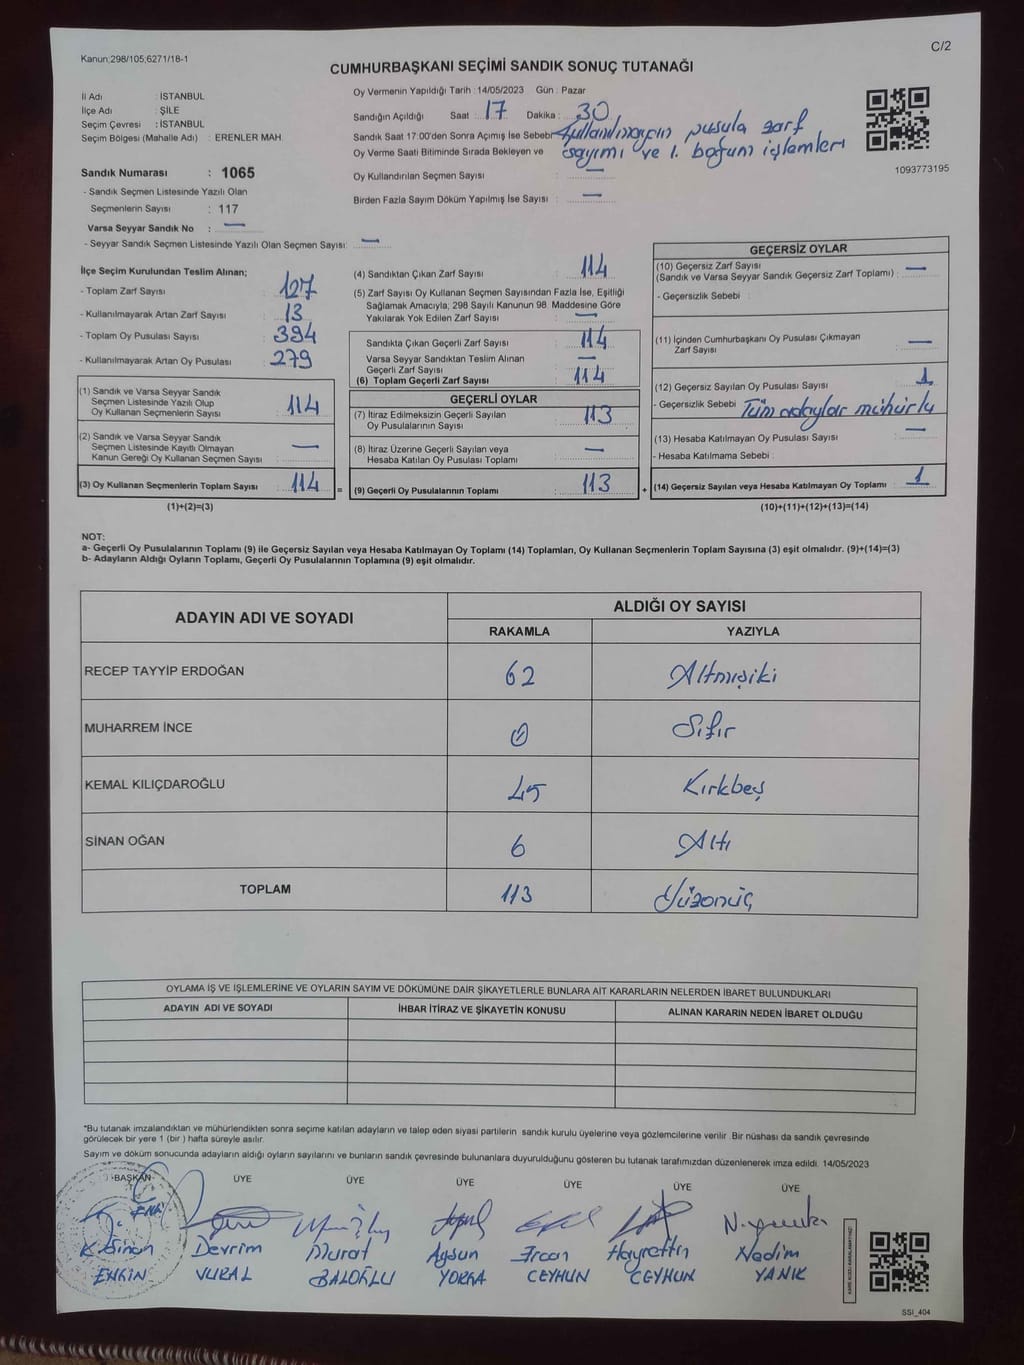 Kanun;298/105;6271/18-1
C/2
CUMHURBAŞKANI SEÇİMİ SANDIK SONUÇ TUTANAĞI
İl Adı : İSTANBUL
İlçe Adı : ŞİLE
Seçim Çevresi : İSTANBUL
Seçim Bölgesi (Mahalle Adı) : ERENLER MAH.
Sandık Numarası : 1065
- Sandık Seçmen Listesinde Yazılı Olan
Seçmenlerin Sayısı : 117
Varsa Seyyar Sandık No : —
- Seyyar Sandık Seçmen Listesinde Yazılı Olan Seçmen Sayısı: —
Oy Vermenin Yapıldığı Tarih : 14/05/2023 Gün : Pazar
Sandığın Açıldığı Saat : 17 Dakika : 30
Sandık Saat 17:00'den Sonra Açımış İse Sebebi Kullanılmayan pusula zarf
sayımı ve 1. boğum işlemleri
Oy Verme Saati Bitiminde Sırada Bekleyen ve
Oy Kullandırılan Seçmen Sayısı : —
Birden Fazla Sayım Döküm Yapılmış İse Sayısı : —
1093773195
İlçe Seçim Kurulundan Teslim Alınan;
- Toplam Zarf Sayısı : 127
- Kullanılmayarak Artan Zarf Sayısı : 13
- Toplam Oy Pusulası Sayısı : 394
- Kullanılmayarak Artan Oy Pusulası : 279
(1) Sandık ve Varsa Seyyar Sandık
Seçmen Listesinde Yazılı Olup
Oy Kullanan Seçmenlerin Sayısı : 114
(2) Sandık ve Varsa Seyyar Sandık
Seçmen Listesinde Kayıtlı Olmayan
Kanun Gereği Oy Kullanan Seçmen Sayısı : —
(3) Oy Kullanan Seçmenlerin Toplam Sayısı : 114 =
(1)+(2)=(3)
(4) Sandıktan Çıkan Zarf Sayısı : 114
(5) Zarf Sayısı Oy Kullanan Seçmen Sayısından Fazla İse, Eşitliği
Sağlamak Amacıyla; 298 Sayılı Kanunun 98. Maddesine Göre
Yakılarak Yok Edilen Zarf Sayısı : —
Sandıkta Çıkan Geçerli Zarf Sayısı : 114
Varsa Seyyar Sandıktan Teslim Alınan
Geçerli Zarf Sayısı : —
(6) Toplam Geçerli Zarf Sayısı : 114
GEÇERLİ OYLAR
(7) İtiraz Edilmeksizin Geçerli Sayılan
Oy Pusulalarının Sayısı : 113
(8) İtiraz Üzerine Geçerli Sayılan veya
Hesaba Katılan Oy Pusulası Toplamı : —
(9) Geçerli Oy Pusulalarının Toplamı : 113 +
GEÇERSİZ OYLAR
(10) Geçersiz Zarf Sayısı
(Sandık ve Varsa Seyyar Sandık Geçersiz Zarf Toplamı) : —
- Geçersizlik Sebebi :
(11) İçinden Cumhurbaşkanı Oy Pusulası Çıkmayan
Zarf Sayısı : —
(12) Geçersiz Sayılan Oy Pusulası Sayısı : 1
- Geçersizlik Sebebi Tüm adaylar mühürlü
(13) Hesaba Katılmayan Oy Pusulası Sayısı : —
- Hesaba Katılmama Sebebi :
(14) Geçersiz Sayılan veya Hesaba Katılmayan Oy Toplamı : 1
(10)+(11)+(12)+(13)=(14)
NOT:
a- Geçerli Oy Pusulalarının Toplamı (9) ile Geçersiz Sayılan veya Hesaba Katılmayan Oy Toplamı (14) Toplamları, Oy Kullanan Seçmenlerin Toplam Sayısına (3) eşit olmalıdır. (9)+(14)=(3)
b- Adayların Aldığı Oyların Toplamı, Geçerli Oy Pusulalarının Toplamına (9) eşit olmalıdır.
ADAYIN ADI VE SOYADI ALDIĞI OY SAYISI
RAKAMLA YAZIYLA
RECEP TAYYİP ERDOĞAN 62 Altmışiki
MUHARREM İNCE 0 Sıfır
KEMAL KILIÇDAROĞLU 45 Kırkbeş
SİNAN OĞAN 6 Altı
TOPLAM 113 Yüzonüç
OYLAMA İŞ VE İŞLEMLERİNE VE OYLARIN SAYIM VE DÖKÜMÜNE DAİR ŞİKAYETLERLE BUNLARA AİT KARARLARIN NELERDEN İBARET BULUNDUKLARI
ADAYIN ADI VE SOYADI İHBAR İTİRAZ VE ŞİKAYETİN KONUSU ALINAN KARARIN NEDEN İBARET OLDUĞU
*Bu tutanak imzalandıktan ve mühürlendikten sonra seçime katılan adayların ve talep eden siyasi partilerin sandık kurulu üyelerine veya gözlemcilerine verilir. Bir nüshası da sandık çevresinde
görülecek bir yere 1 (bir ) hafta süreyle asılır.
Sayım ve döküm sonucunda adayların aldığı oyların sayılarını ve bunların sandık çevresinde bulunanlara duyurulduğunu gösteren bu tutanak tarafımızdan düzenlenerek imza edildi. 14/05/2023
BAŞKAN ÜYE ÜYE ÜYE ÜYE ÜYE ÜYE
K. Sinan Devrim Murat Aysun Ercan Hayrettin Nedim
ENGİN VURAL BALOĞLU YORGA CEYHUN CEYHUN YANIK
SSI_404